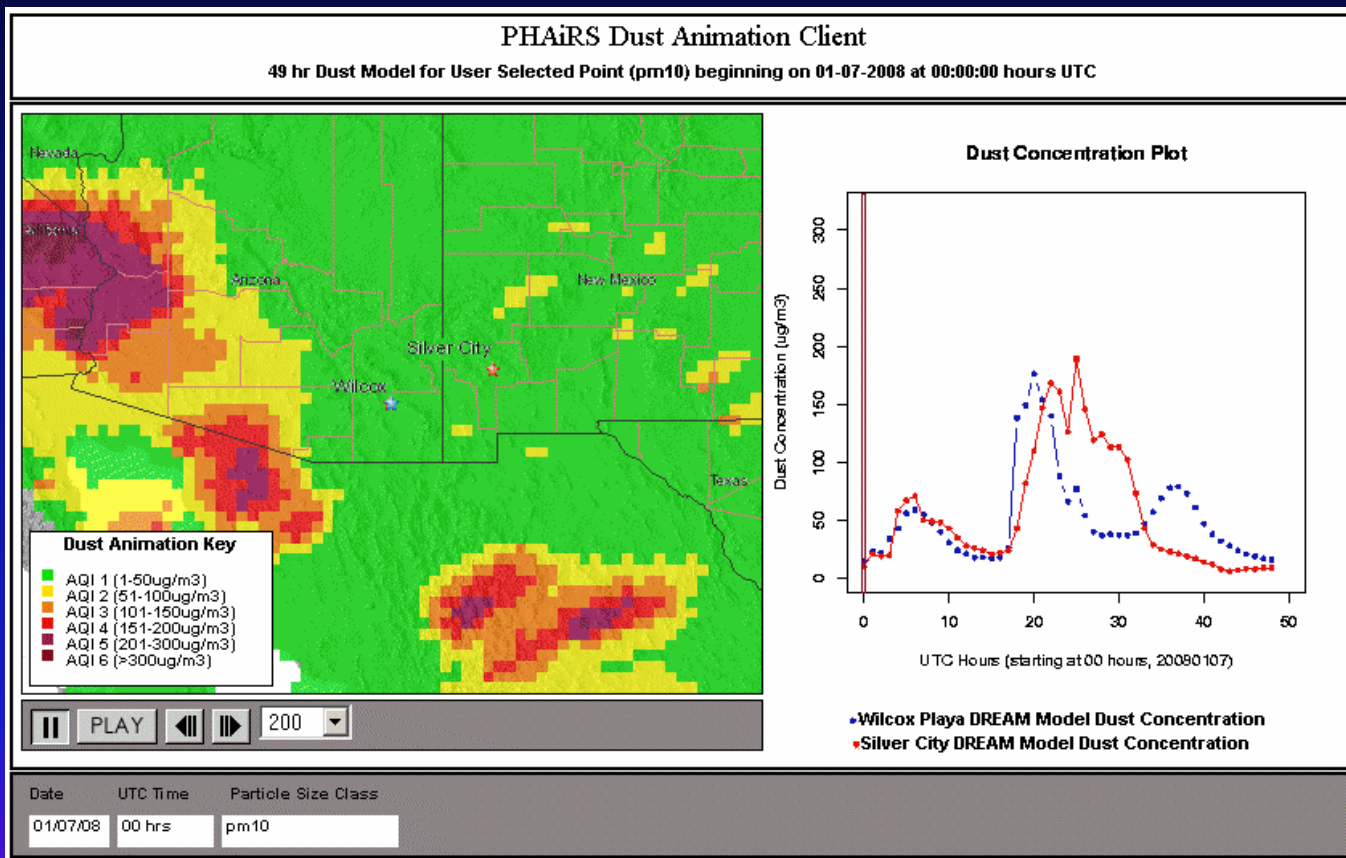 PHAiRS Dust Animation Client
49 hr Dust Model for User Selected Point (pm10) beginning on 01-07-2008 at 00:00:00 hours UTC
Nevada
California
Arizona
New Mexico
Silver City
Wilcox
Texas
Dust Animation Key
AQI 1 (1-50ug/m3)
AQI 2 (51-100ug/m3)
AQI 3 (101-150ug/m3)
AQI 4 (151-200ug/m3)
AQI 5 (201-300ug/m3)
AQI 6 (>300ug/m3)
PLAY
200
Dust Concentration Plot
Dust Concentration (ug/m3)
300
250
200
150
100
50
0
0 10 20 30 40 50
UTC Hours (starting at 00 hours, 20080107)
Wilcox Playa DREAM Model Dust Concentration
Silver City DREAM Model Dust Concentration
Date UTC Time Particle Size Class
01/07/08 00 hrs pm10